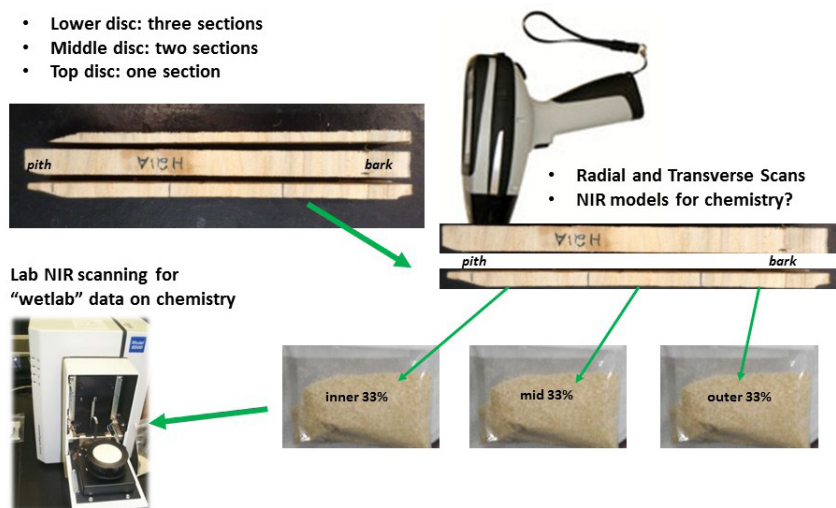 • Lower disc: three sections
• Middle disc: two sections
• Top disc: one section
pith
H21A
bark
• Radial and Transverse Scans
• NIR models for chemistry?
H21A
pith
bark
Lab NIR scanning for
“wetlab” data on chemistry
inner 33%
mid 33%
outer 33%